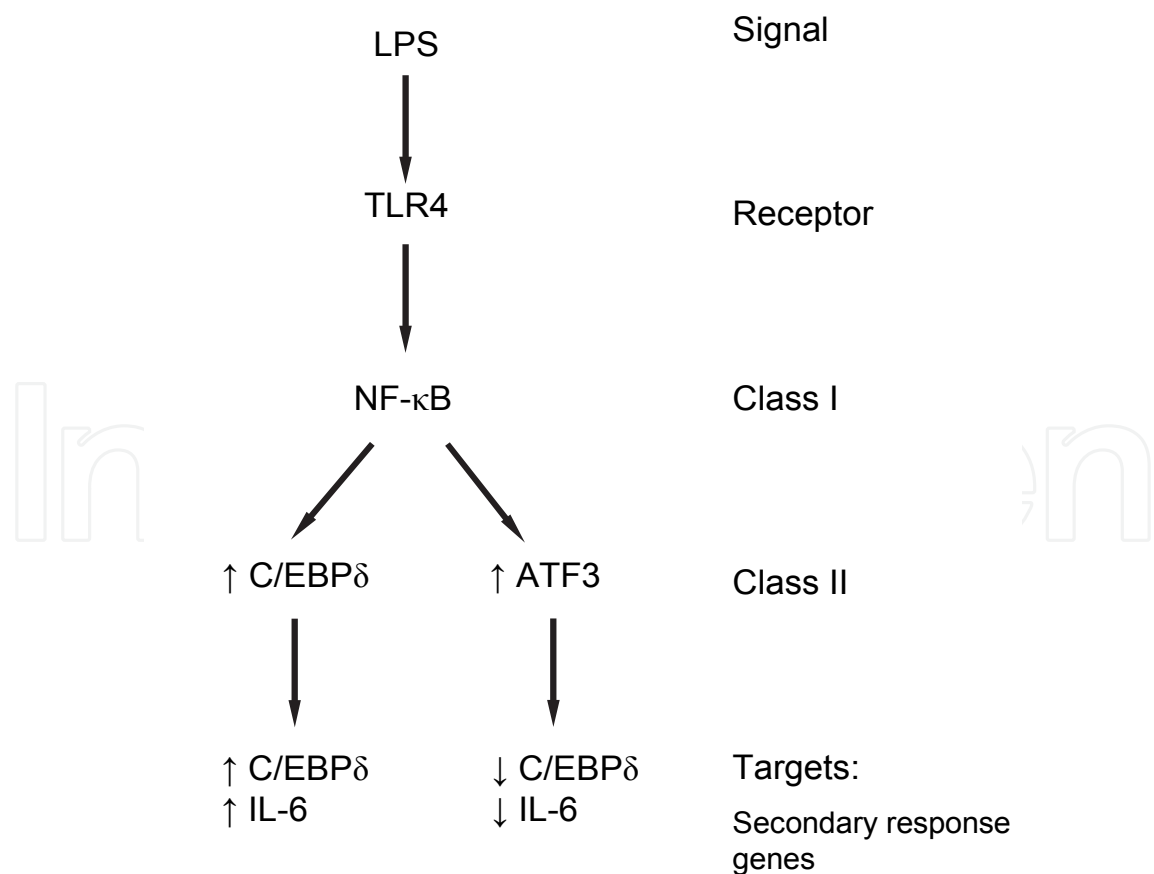 LPS
Signal
TLR4
Receptor
NF-κB
Class I
↑ C/EBPδ
↑ ATF3
Class II
↑ C/EBPδ
↑ IL-6
↓ C/EBPδ
↓ IL-6
Targets:
Secondary response
genes